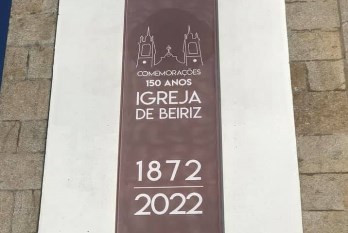 COMEMORAÇÕES
150 ANOS
IGREJA
DE BEIRIZ
1872
2022